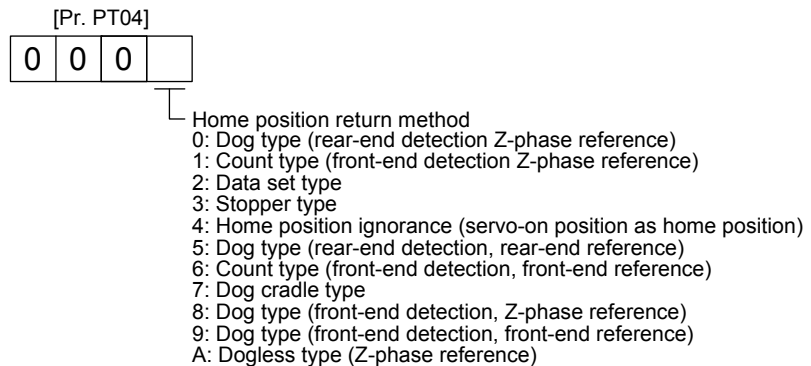 [Pr. PT04]
0 0 0
Home position return method
0: Dog type (rear-end detection Z-phase reference)
1: Count type (front-end detection Z-phase reference)
2: Data set type
3: Stopper type
4: Home position ignorance (servo-on position as home position)
5: Dog type (rear-end detection, rear-end reference)
6: Count type (front-end detection, front-end reference)
7: Dog cradle type
8: Dog type (front-end detection, Z-phase reference)
9: Dog type (front-end detection, front-end reference)
A: Dogless type (Z-phase reference)